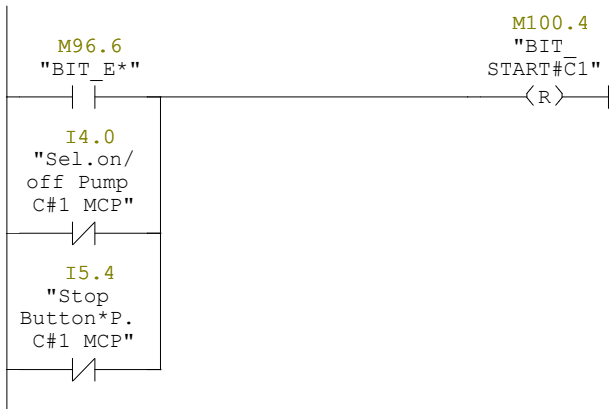 M96.6
"BIT_E*"
M100.4
"BIT_
START#C1"
(R)
I4.0
"Sel.on/
off Pump
C#1 MCP"
I5.4
"Stop
Button*P.
C#1 MCP"